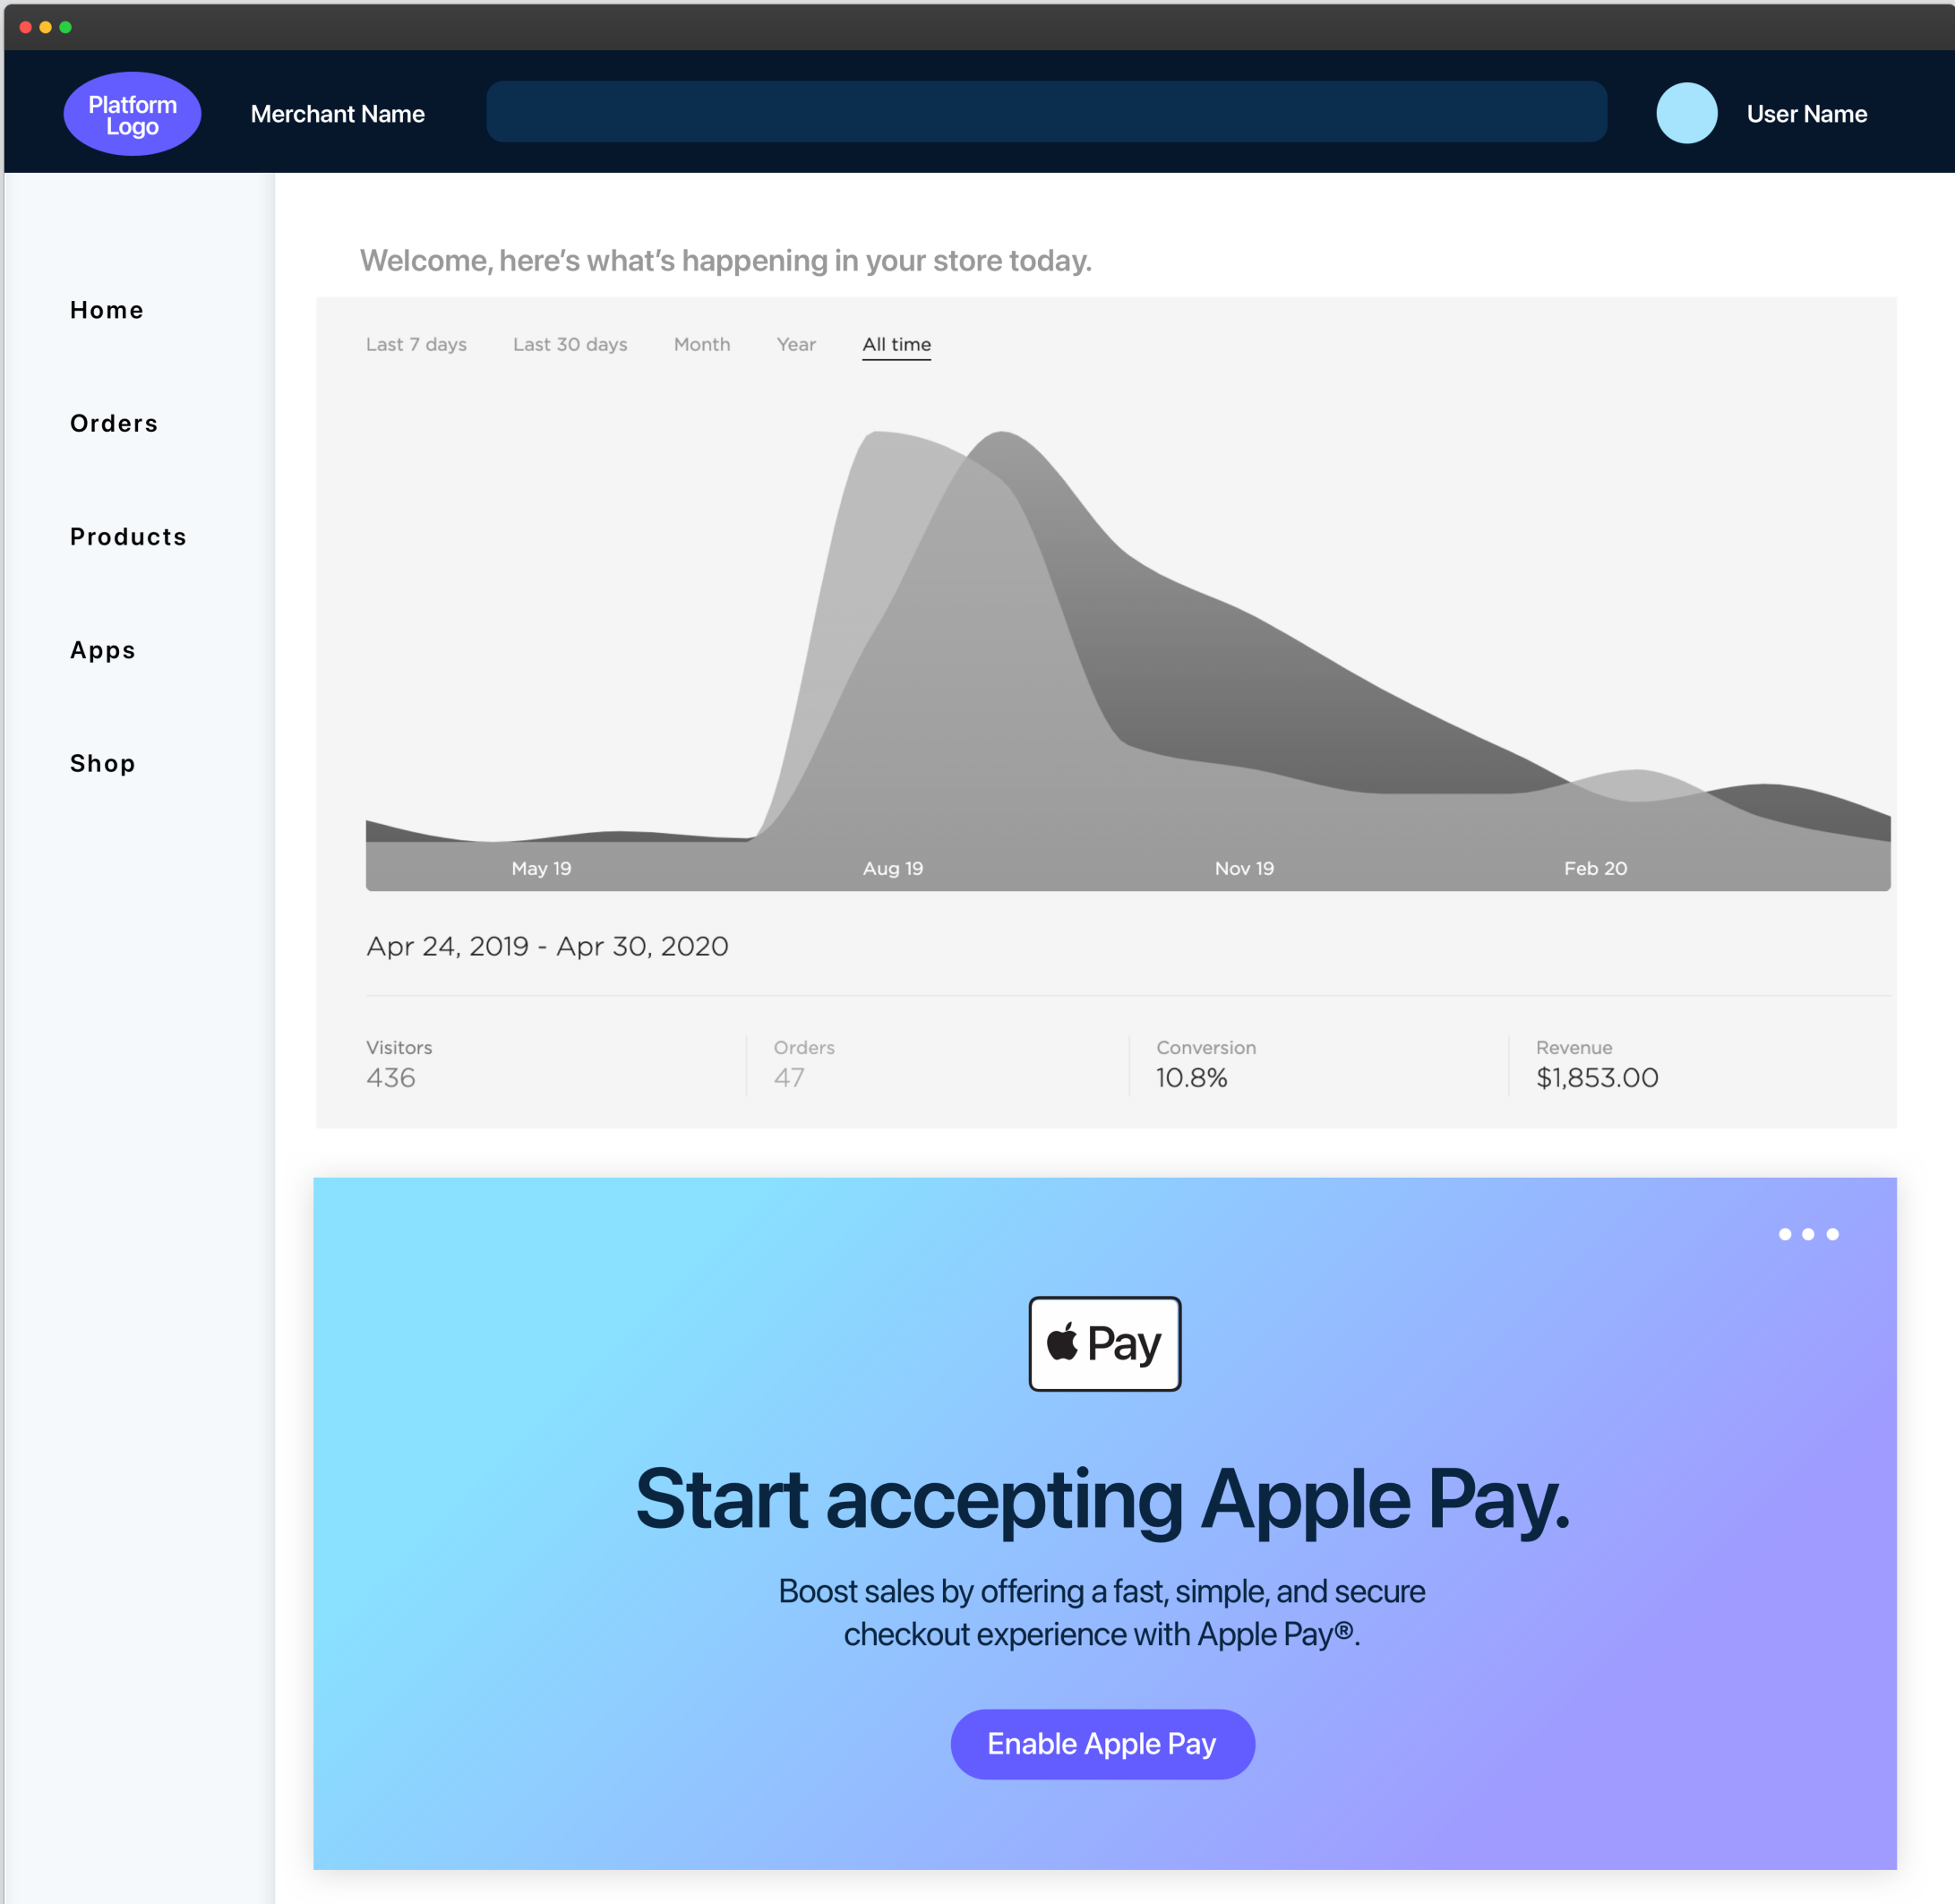 Platform
Logo
Merchant Name
User Name
Home
Orders
Products
Apps
Shop
Welcome, here’s what’s happening in your store today.
Last 7 days Last 30 days Month Year All time
May 19 Aug 19 Nov 19 Feb 20
Apr 24, 2019 - Apr 30, 2020
Visitors Orders Conversion Revenue
436 47 10.8% $1,853.00
Pay
Start accepting Apple Pay.
Boost sales by offering a fast, simple, and secure
checkout experience with Apple Pay®.
Enable Apple Pay